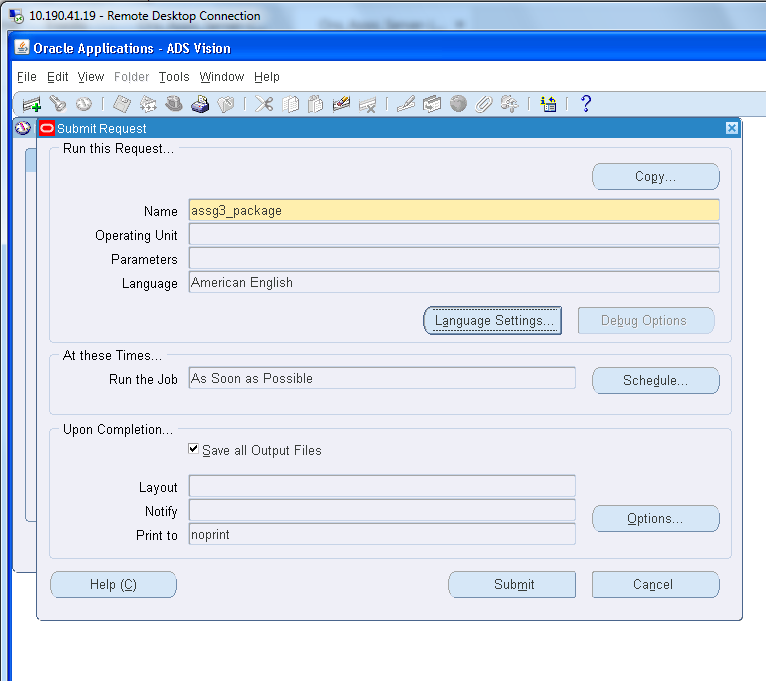 10.190.41.19 - Remote Desktop Connection
Oracle Applications - ADS Vision
File Edit View Folder Tools Window Help
Submit Request
Run this Request...
Copy...
Name assg3_package
Operating Unit
Parameters
Language American English
Language Settings... Debug Options
At these Times...
Run the Job As Soon as Possible Schedule...
Upon Completion...
Save all Output Files
Layout
Notify
Options...
Print to noprint
Help (C) Submit Cancel